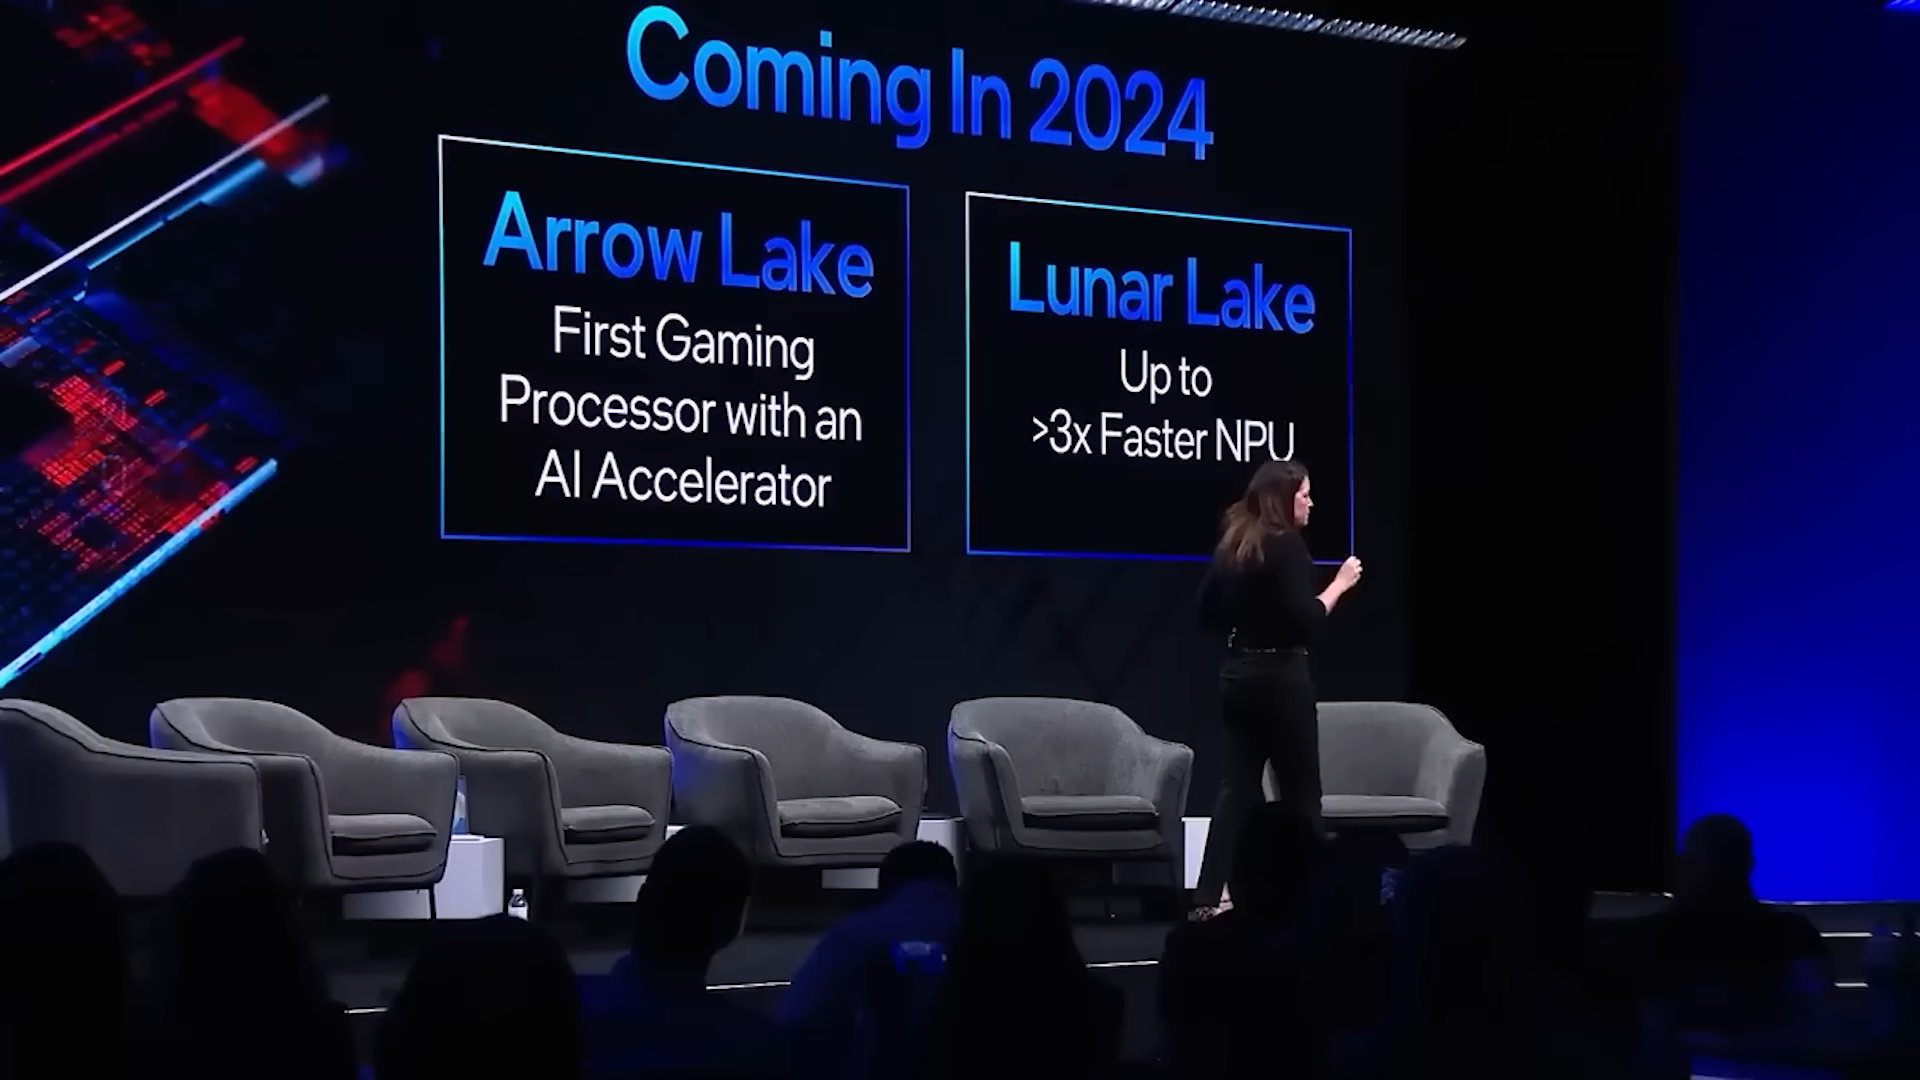 Coming In 2024
Arrow Lake
First Gaming
Processor with an
AI Accelerator
Lunar Lake
Up to
>3x Faster NPU